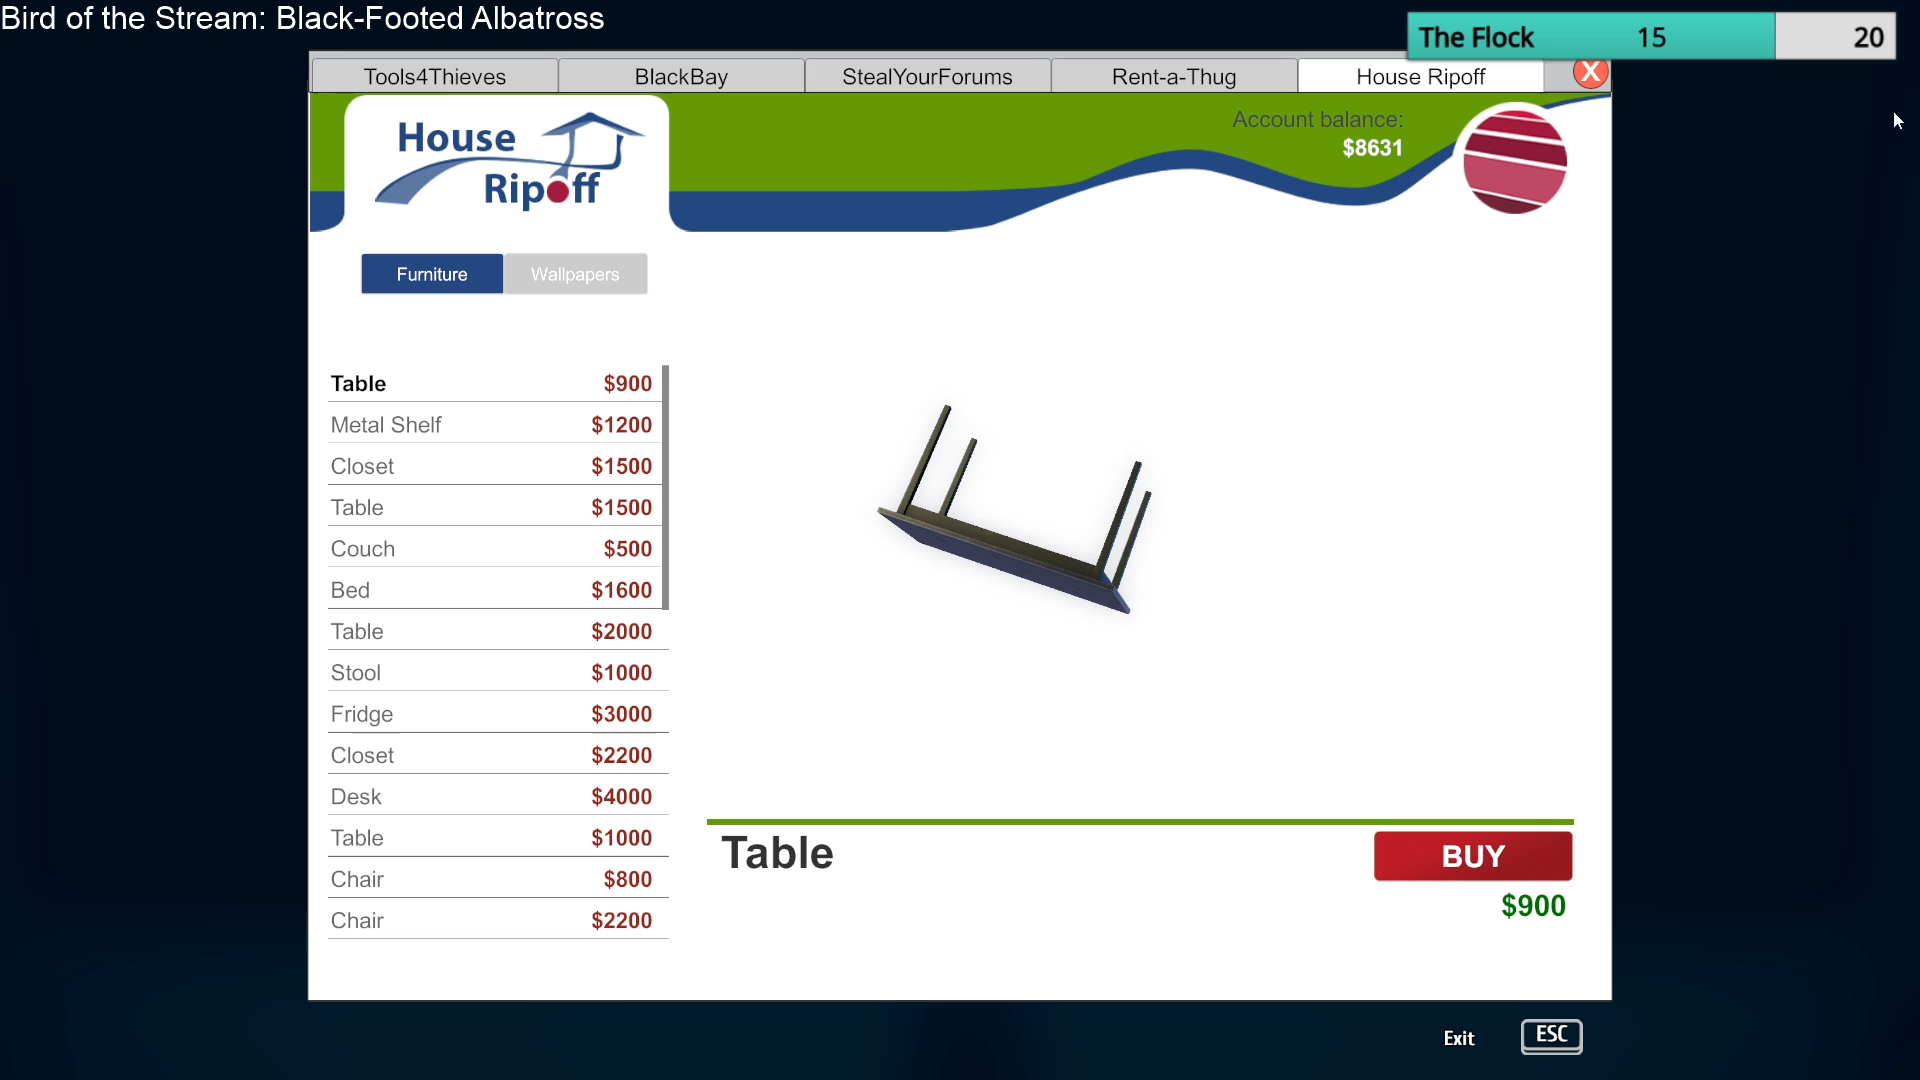 Bird of the Stream: Black-Footed Albatross
The Flock 15 20
Tools4Thieves BlackBay StealYourForums Rent-a-Thug House Ripoff X
House
Ripoff
Account balance:
$8631
Furniture Wallpapers
Table $900
Metal Shelf $1200
Closet $1500
Table $1500
Couch $500
Bed $1600
Table $2000
Stool $1000
Fridge $3000
Closet $2200
Desk $4000
Table $1000
Chair $800
Chair $2200
Table
BUY
$900
Exit ESC